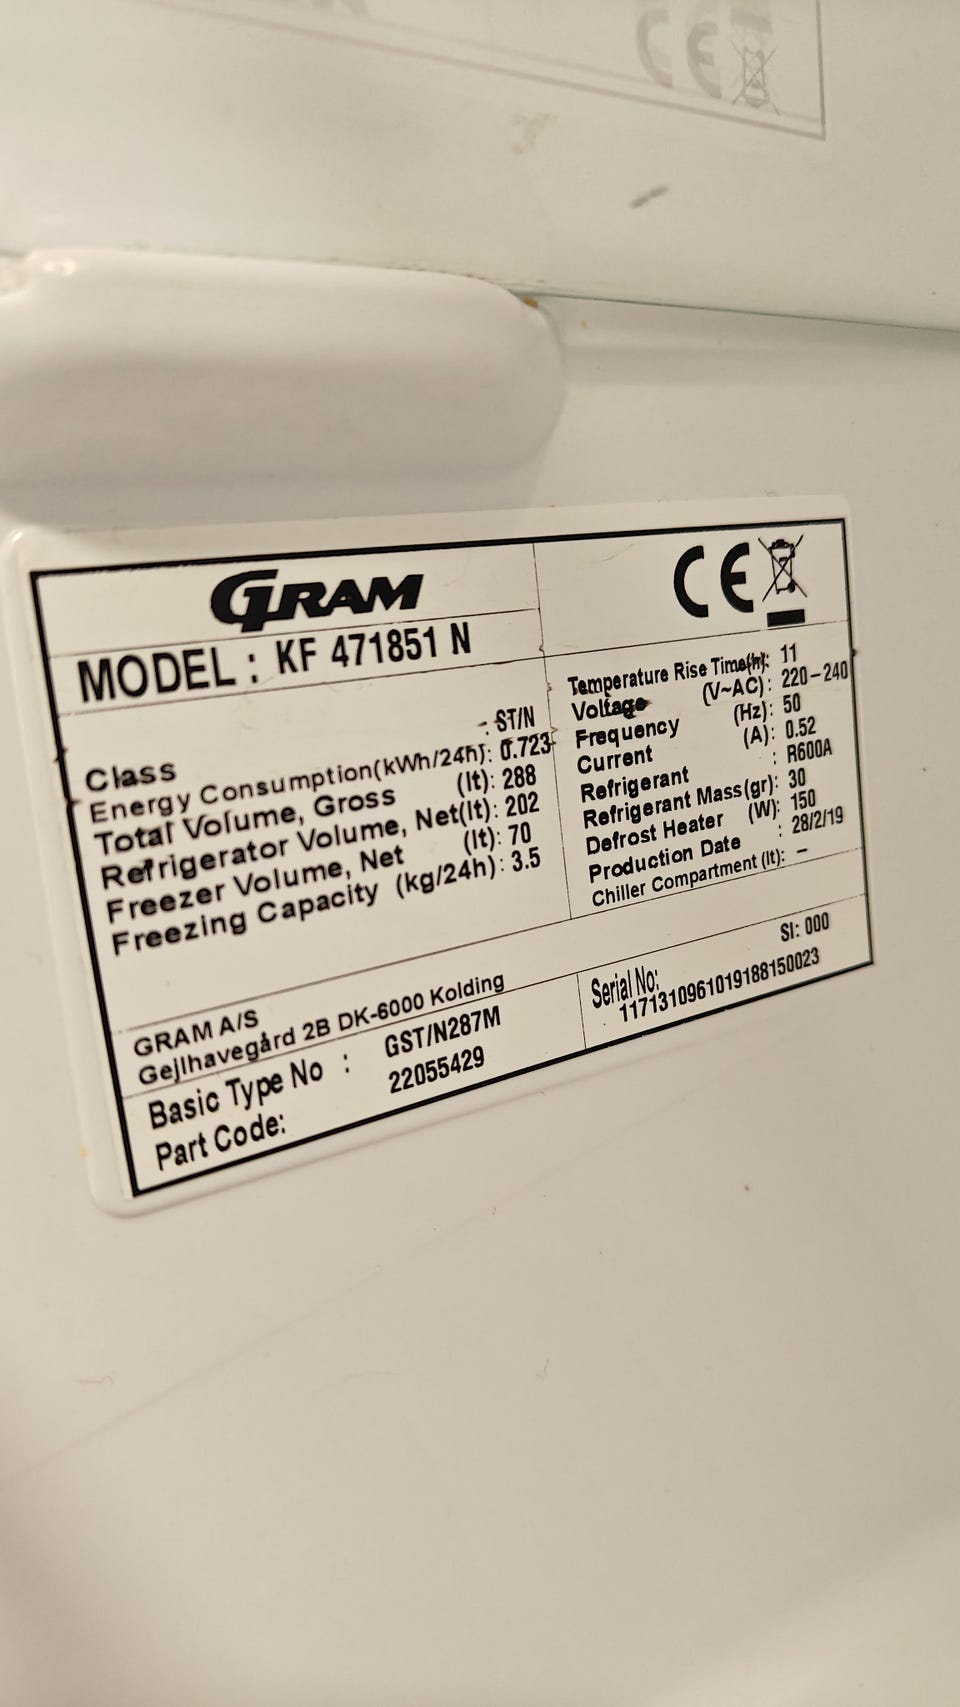 CE
GRAM
CE
MODEL : KF 471851 N
Class : ST/N
Energy Consumption(kWh/24h): 0.723
Total Volume, Gross (lt): 288
Refrigerator Volume, Net(lt): 202
Freezer Volume, Net (lt): 70
Freezing Capacity (kg/24h): 3.5
Temperature Rise Time(h): 11
Voltage (V~AC): 220-240
Frequency (Hz): 50
Current (A): 0.52
Refrigerant : R600A
Refrigerant Mass(gr): 30
Defrost Heater (W): 150
Production Date : 28/2/19
Chiller Compartment (lt): –
GRAM A/S
Gejlhavegård 2B DK-6000 Kolding
Basic Type No : GST/N287M
Part Code: 22055429
SI: 000
Serial No:
1171310961019188150023